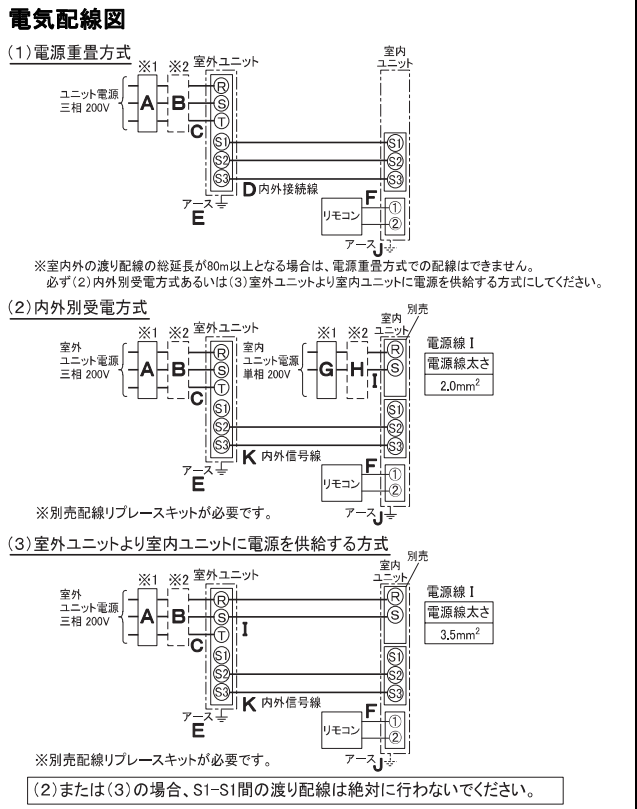 電気配線図
(1)電源重畳方式
※1 ※2 室外ユニット
室内
ユニット
ユニット電源
三相 200V
A B
R
S
T
C
S1 S1
S2 S2
S3 S3
D 内外接続線
アース
E
F
リモコン
①
②
アース J
※室内外の渡り配線の総延長が80m以上となる場合は、電源重畳方式での配線はできません。
必ず(2)内外別受電方式あるいは(3)室外ユニットより室内ユニットに電源を供給する方式にしてください。
(2)内外別受電方式
別売
※1 ※2 室外ユニット
※1 ※2 室内
ユニット
室外
ユニット電源
三相 200V
A B
R
S
T
C
室内
ユニット電源
単相 200V
G H
R
S
I
電源線 I
電源線太さ
2.0mm²
S1 S1
S2 S2
S3 S3
K 内外信号線
アース
E
F
リモコン
①
②
アース J
※別売配線リプレースキットが必要です。
(3)室外ユニットより室内ユニットに電源を供給する方式
別売
※1 ※2 室外ユニット
室内
ユニット
室外
ユニット電源
三相 200V
A B
R R
S S
T
C
I
電源線 I
電源線太さ
3.5mm²
S1 S1
S2 S2
S3 S3
K 内外信号線
アース
E
F
リモコン
①
②
アース J
※別売配線リプレースキットが必要です。
(2)または(3)の場合、S1-S1間の渡り配線は絶対に行わないでください。